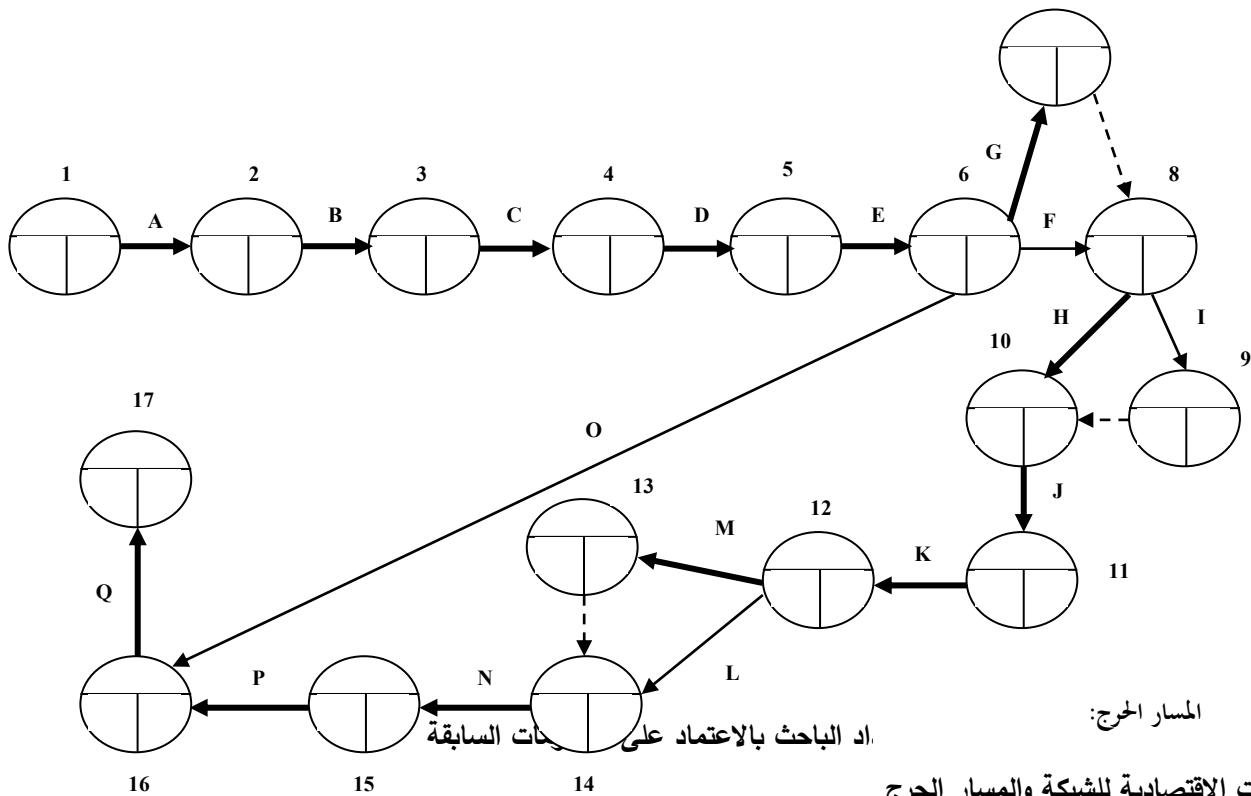 1 2 3 4 5 6 8
A B C D E G F
H I
10 9
17
O
13 12 J
M K
11
Q
P N L
المسار الحرج:
الباحث بالاعتماد على السابقة
16 15 14
الاقتصادية للشبكة والمسار الحرج